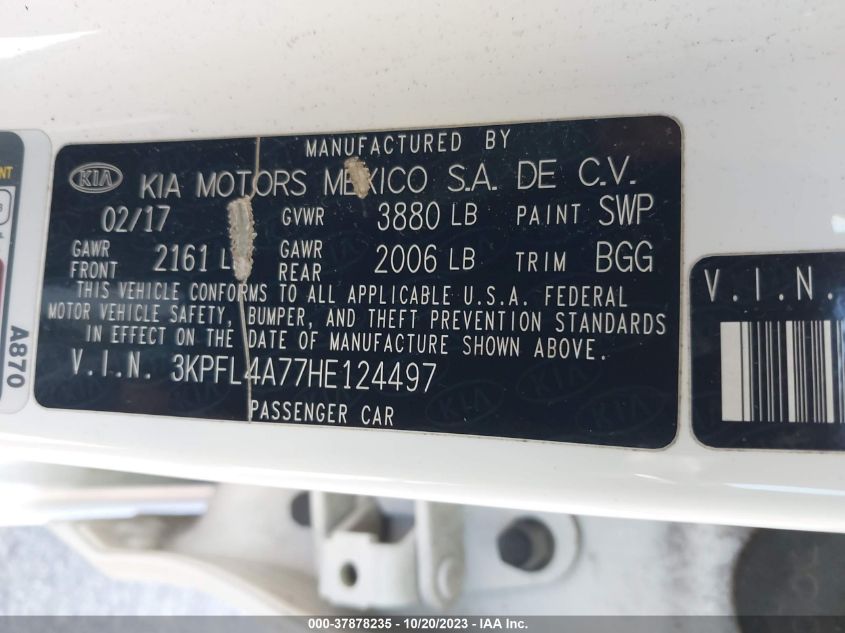 MANUFACTURED BY
KIA KIA MOTORS MEXICO S.A. DE C.V.
02/17 GVWR 3880 LB PAINT SWP
GAWR FRONT 2161 L GAWR REAR 2006 LB TRIM BGG
THIS VEHICLE CONFORMS TO ALL APPLICABLE U.S.A. FEDERAL
MOTOR VEHICLE SAFETY, BUMPER, AND THEFT PREVENTION STANDARDS
IN EFFECT ON THE DATE OF MANUFACTURE SHOWN ABOVE.
V.I.N. 3KPFL4A77HE124497
PASSENGER CAR
A870
V.I.N.
000-37878235 - 10/20/2023 - IAA Inc.